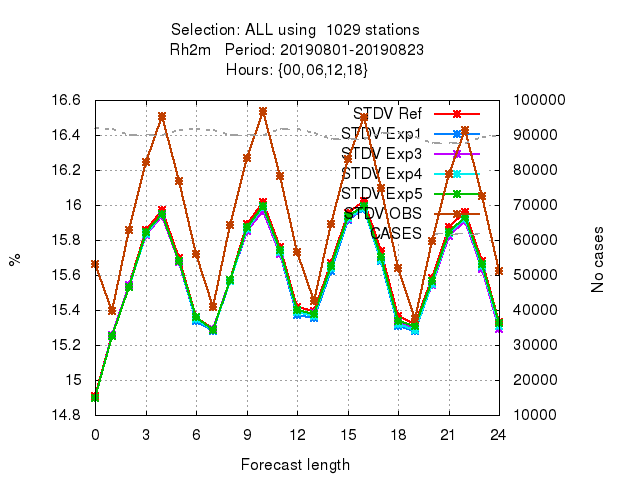 Selection: ALL using  1029 stations
Rh2m   Period: 20190801-20190823
Hours: {00,06,12,18}
16.6
16.4
16.2
16
15.8
15.6
15.4
15.2
15
14.8
%
100000
90000
80000
70000
60000
50000
40000
30000
20000
10000
No cases
STDV Ref
STDV Exp1
STDV Exp3
STDV Exp4
STDV Exp5
STDV OBS
CASES
0 3 6 9 12 15 18 21 24
Forecast length